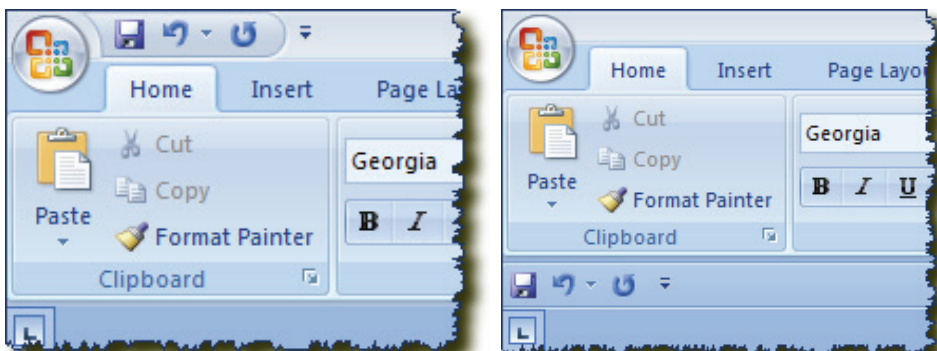 Home Insert Page La
Cut
Georgia
Copy
Paste
B I
Format Painter
Clipboard
L
Home Insert Page Layou
Cut
Georgia
Copy
Paste
B I U
Format Painter
Clipboard
L